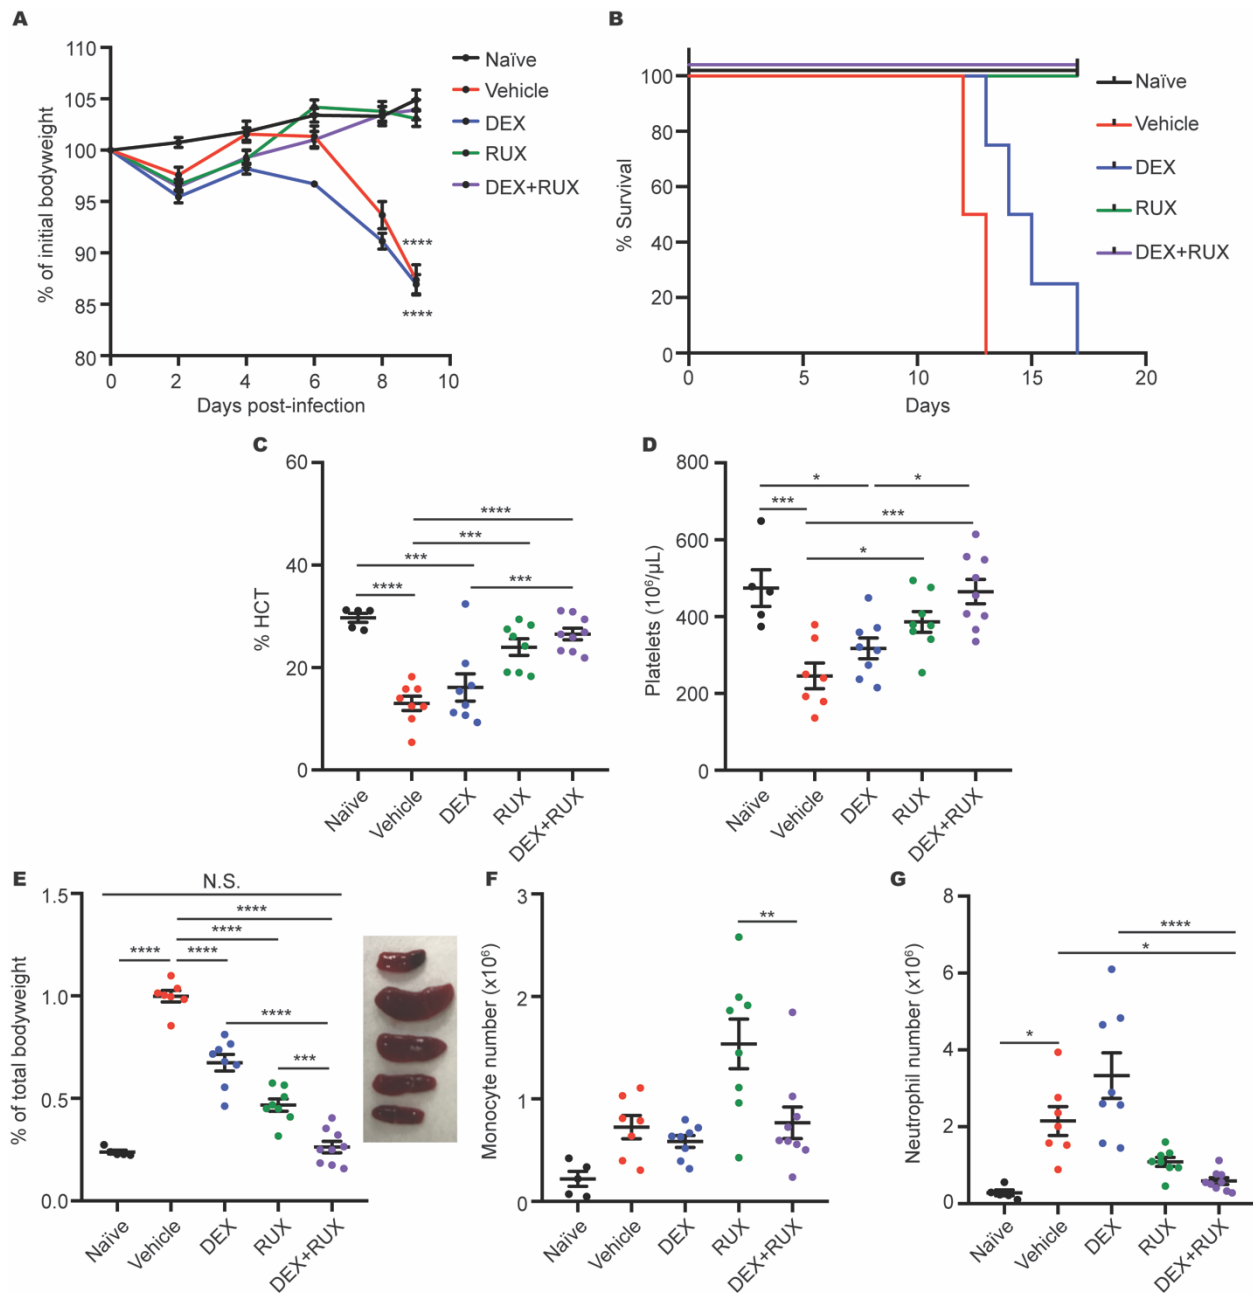 A
110
105
100
95
90
85
80
% of initial bodyweight
0
2
4
6
8
10
Days post-infection
****
****
Naïve
Vehicle
DEX
RUX
DEX+RUX
B
100
80
60
40
20
0
% Survival
0
5
10
15
20
Days
Naïve
Vehicle
DEX
RUX
DEX+RUX
C
60
40
20
0
% HCT
****
***
***
****
***
Naïve
Vehicle
DEX
RUX
DEX+RUX
D
800
600
400
200
0
Platelets (10⁶/µL)
*
*
***
***
*
Naïve
Vehicle
DEX
RUX
DEX+RUX
E
1.5
1.0
0.5
0.0
% of total bodyweight
N.S.
****
****
****
****
****
***
Naïve
Vehicle
DEX
RUX
DEX+RUX
F
3
2
1
0
Monocyte number (x10⁶)
**
Naïve
Vehicle
DEX
RUX
DEX+RUX
G
8
6
4
2
0
Neutrophil number (x10⁶)
****
*
*
Naïve
Vehicle
DEX
RUX
DEX+RUX